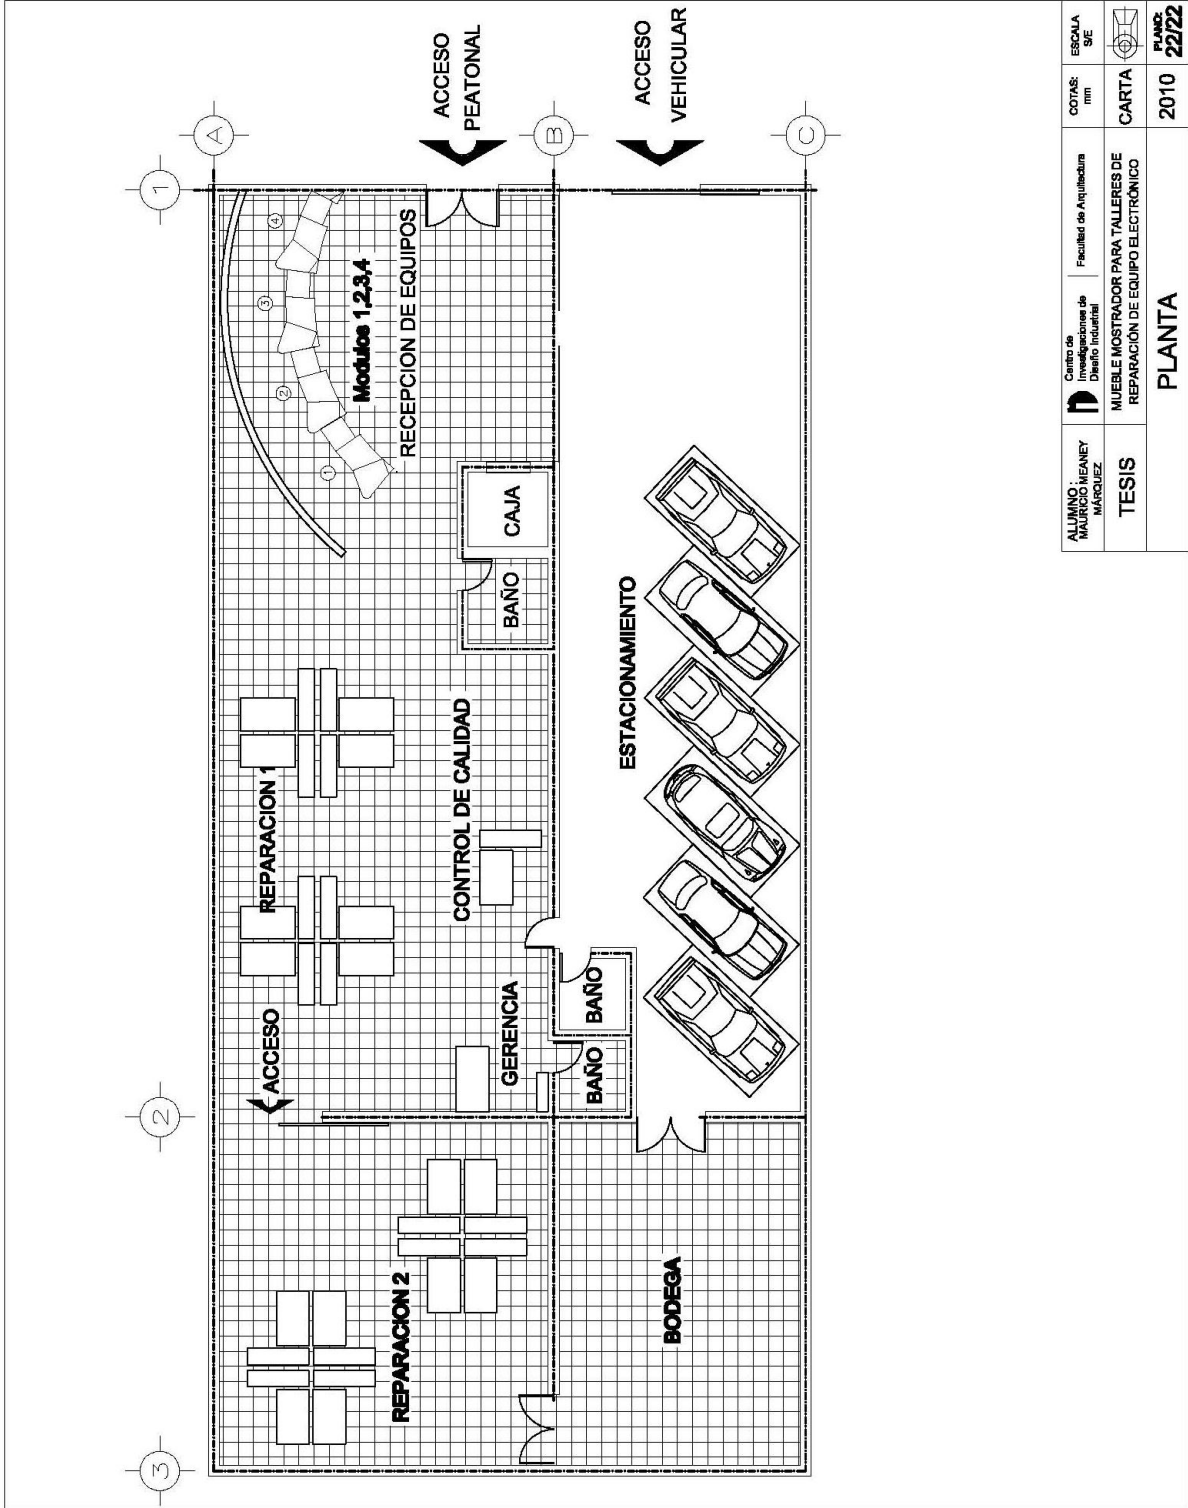 1
2
3
A
B
C
ACCESO
PEATONAL
ACCESO
VEHICULAR
4
3
2
1
Modulos 1,2,3,4
RECEPCION DE EQUIPOS
CAJA
BAÑO
REPARACION 1
CONTROL DE CALIDAD
ESTACIONAMIENTO
ACCESO
GERENCIA
BAÑO
BAÑO
REPARACION 2
BODEGA
ALUMNO :
MAURICIO MEANEY
MÁRQUEZ
Centro de
Investigaciones de
Diseño Industrial
Facultad de Arquitectura
COTAS:
mm
ESCALA
S/E
TESIS
MUEBLE MOSTRADOR PARA TALLERES DE
REPARACIÓN DE EQUIPO ELECTRÓNICO
CARTA
PLANTA
2010
PLANO:
22/22